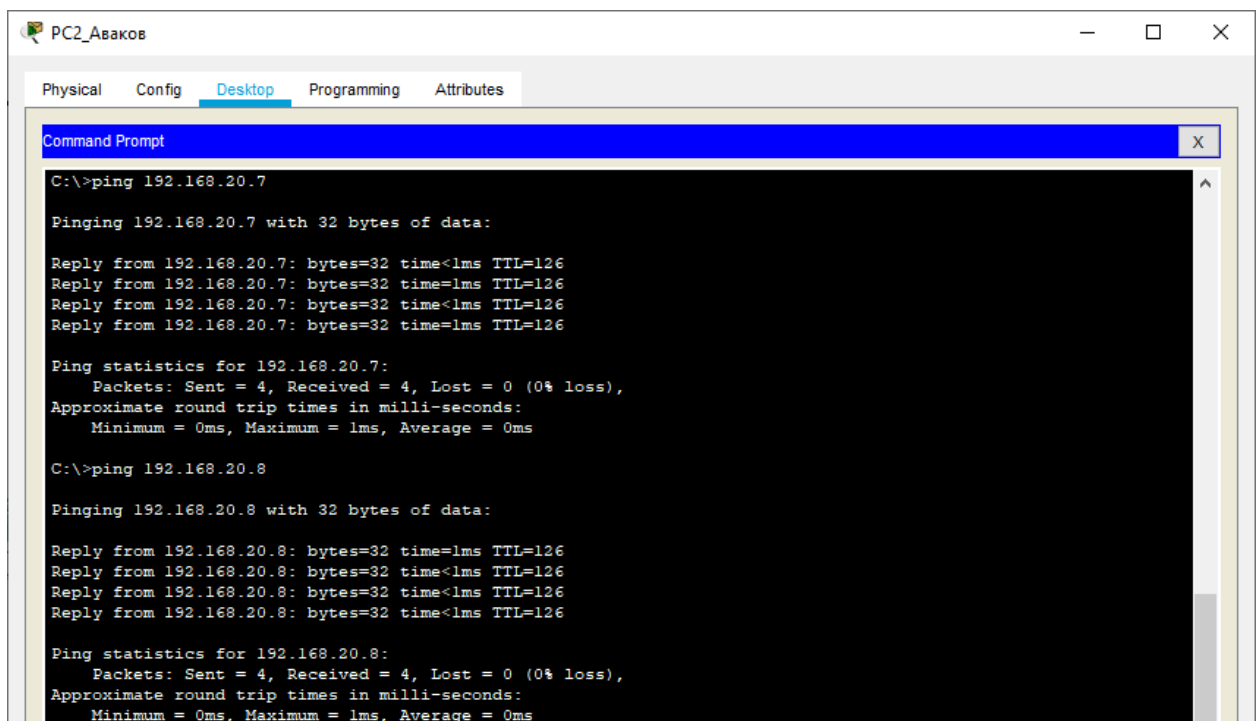 PC2_Аваков
Physical Config Desktop Programming Attributes
Command Prompt
X
C:\>ping 192.168.20.7
Pinging 192.168.20.7 with 32 bytes of data:
Reply from 192.168.20.7: bytes=32 time<1ms TTL=126
Reply from 192.168.20.7: bytes=32 time=1ms TTL=126
Reply from 192.168.20.7: bytes=32 time<1ms TTL=126
Reply from 192.168.20.7: bytes=32 time=1ms TTL=126
Ping statistics for 192.168.20.7:
Packets: Sent = 4, Received = 4, Lost = 0 (0% loss),
Approximate round trip times in milli-seconds:
Minimum = 0ms, Maximum = 1ms, Average = 0ms
C:\>ping 192.168.20.8
Pinging 192.168.20.8 with 32 bytes of data:
Reply from 192.168.20.8: bytes=32 time=1ms TTL=126
Reply from 192.168.20.8: bytes=32 time<1ms TTL=126
Reply from 192.168.20.8: bytes=32 time<1ms TTL=126
Reply from 192.168.20.8: bytes=32 time<1ms TTL=126
Ping statistics for 192.168.20.8:
Packets: Sent = 4, Received = 4, Lost = 0 (0% loss),
Approximate round trip times in milli-seconds:
Minimum = 0ms, Maximum = 1ms, Average = 0ms